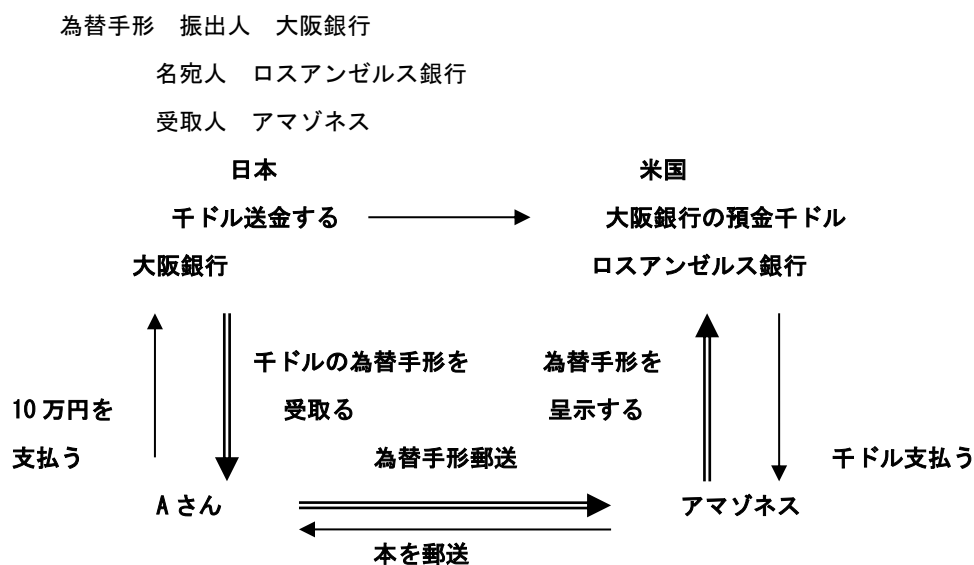 為替手形　振出人　大阪銀行
名宛人　ロスアンゼルス銀行
受取人　アマゾネス
日本　米国
千ドル送金する　大阪銀行の預金千ドル
大阪銀行　ロスアンゼルス銀行
千ドルの為替手形を　為替手形を
10万円を　受取る　呈示する
支払う　為替手形郵送　千ドル支払う
Aさん　アマゾネス
本を郵送